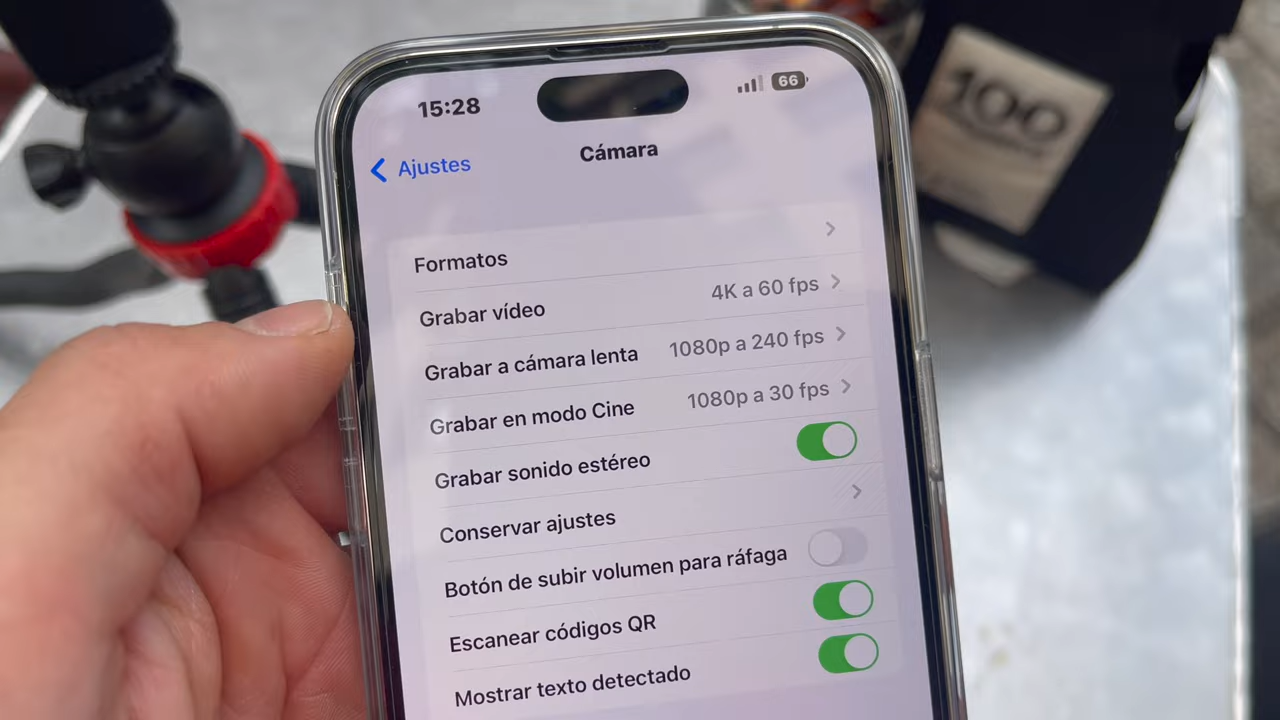 15:28
66
Ajustes
Cámara
Formatos
Grabar vídeo 4K a 60 fps
Grabar a cámara lenta 1080p a 240 fps
Grabar en modo Cine 1080p a 30 fps
Grabar sonido estéreo
Conservar ajustes
Botón de subir volumen para ráfaga
Escanear códigos QR
Mostrar texto detectado
100